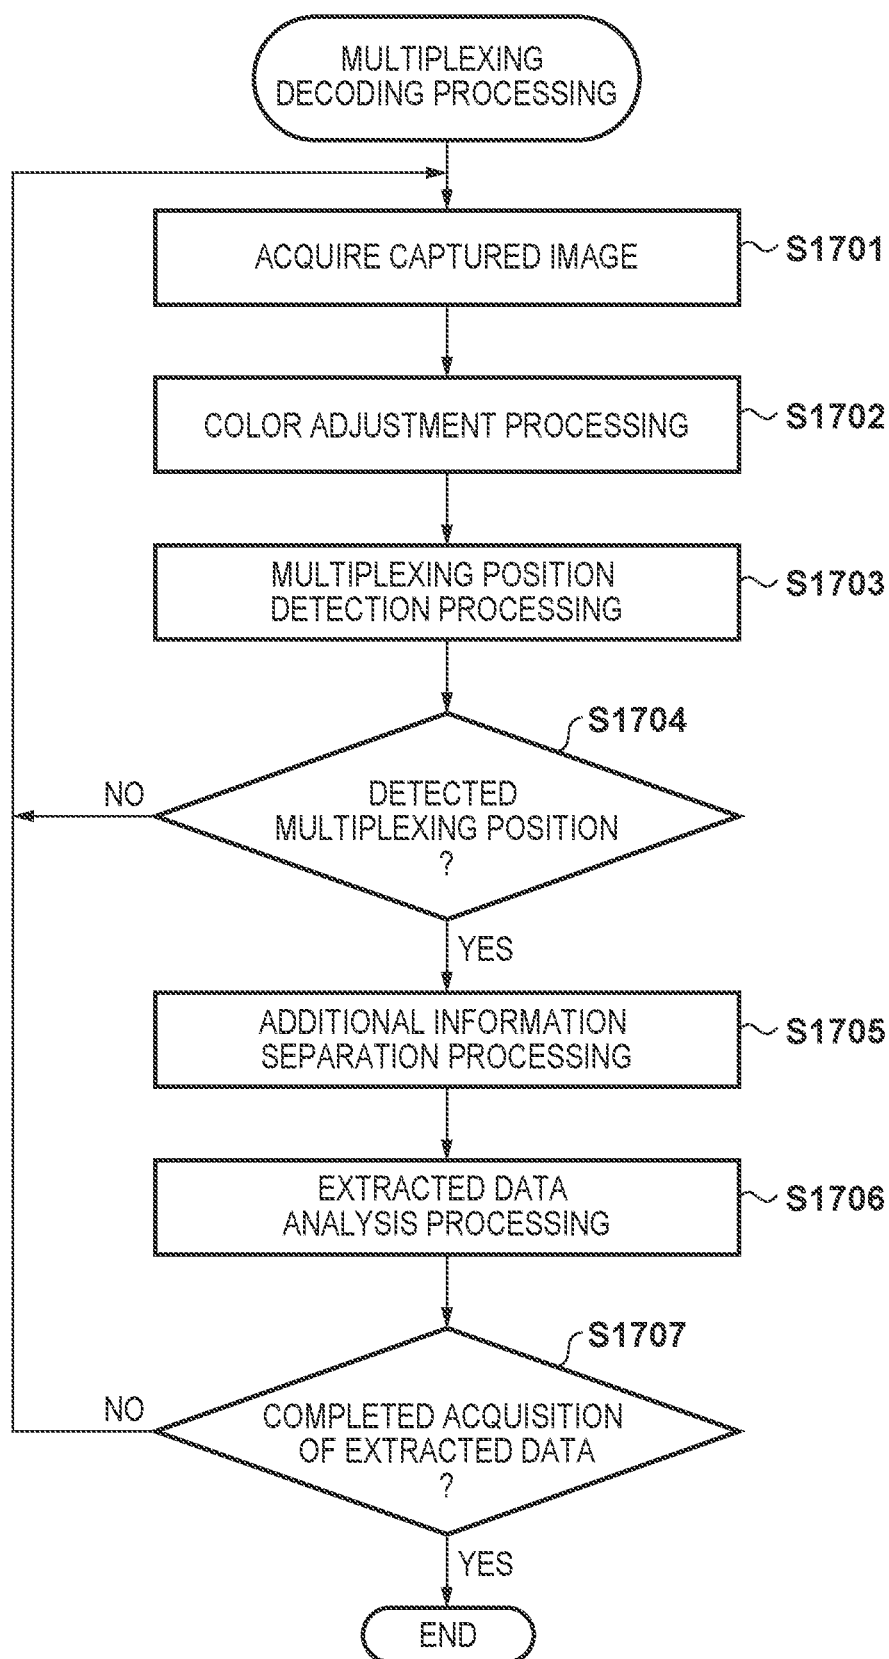 MULTIPLEXING
DECODING PROCESSING
ACQUIRE CAPTURED IMAGE
S1701
COLOR ADJUSTMENT PROCESSING
S1702
MULTIPLEXING POSITION
DETECTION PROCESSING
S1703
S1704
NO
DETECTED
MULTIPLEXING POSITION
?
YES
ADDITIONAL INFORMATION
SEPARATION PROCESSING
S1705
EXTRACTED DATA
ANALYSIS PROCESSING
S1706
S1707
NO
COMPLETED ACQUISITION
OF EXTRACTED DATA
?
YES
END